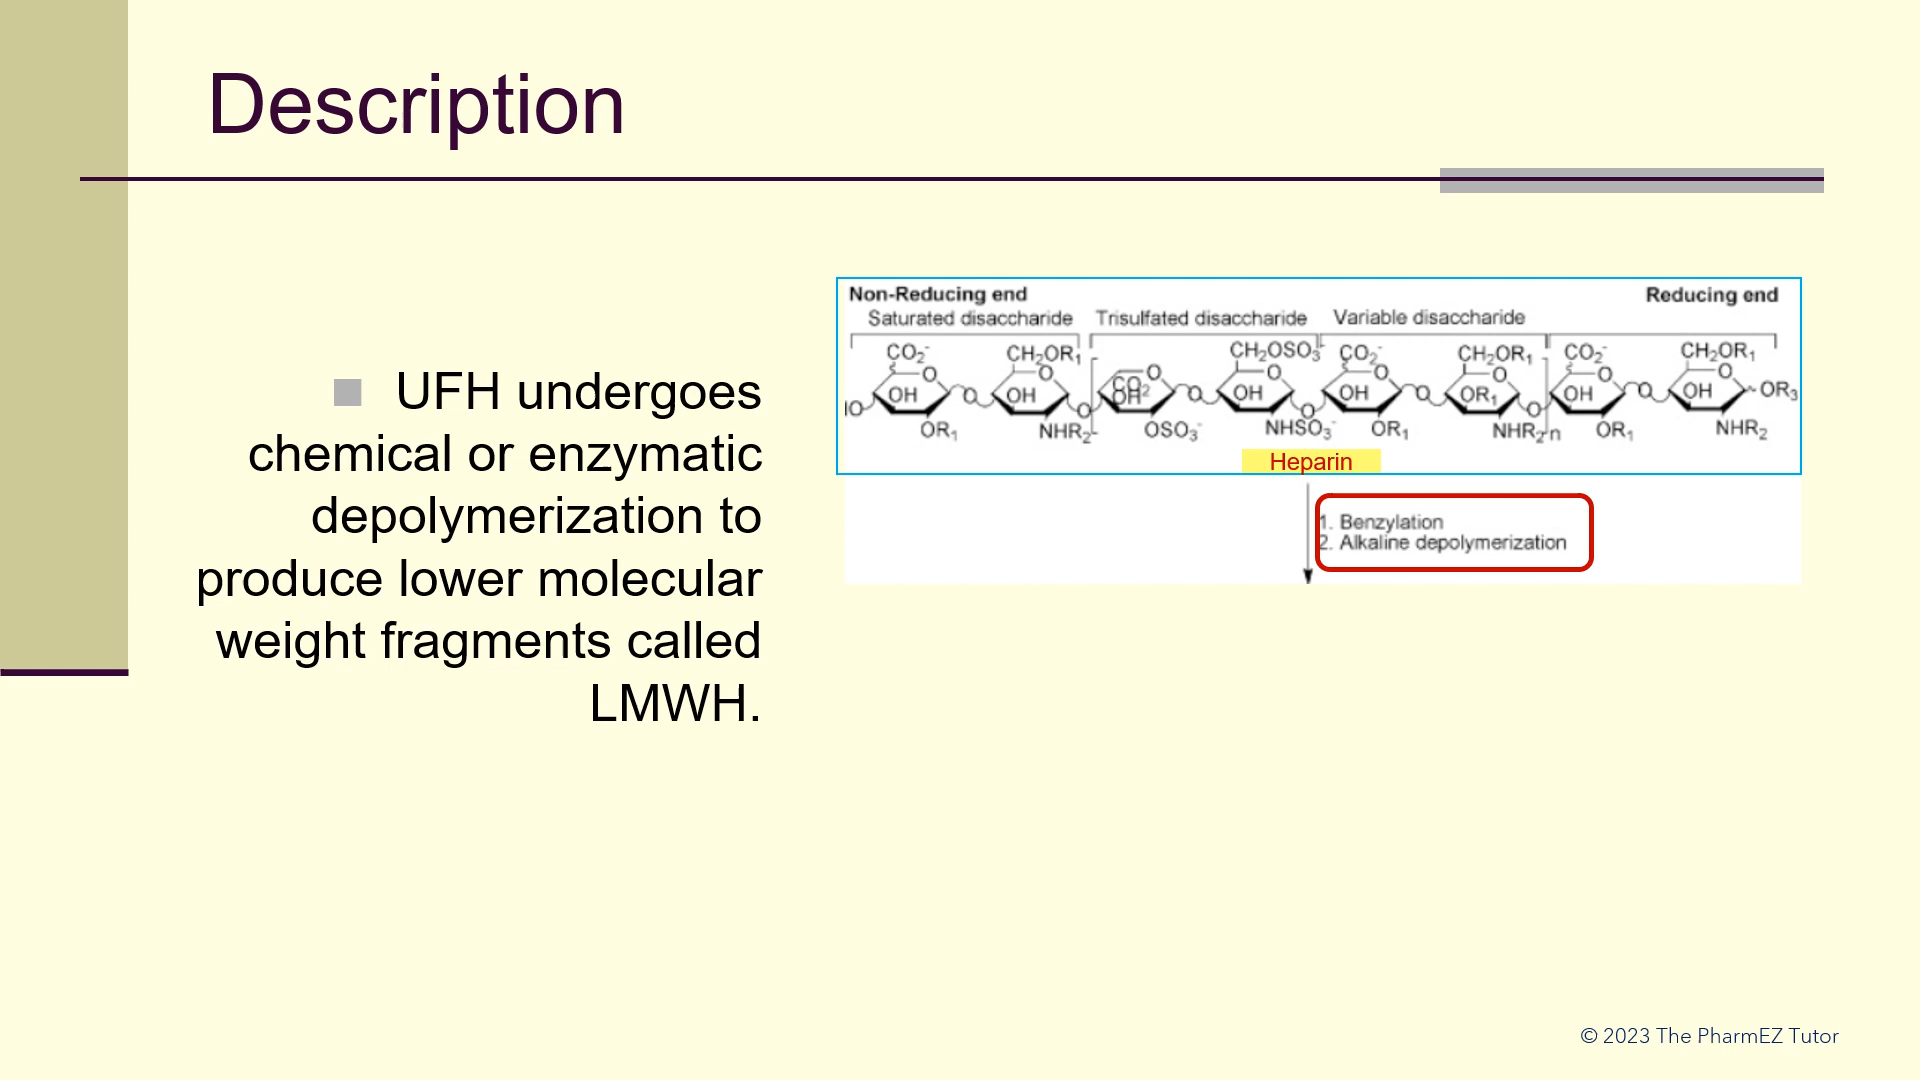 Description
UFH undergoes
chemical or enzymatic
depolymerization to
produce lower molecular
weight fragments called
LMWH.
Non-Reducing end
Reducing end
Saturated disaccharide
Trisulfated disaccharide
Variable disaccharide
CO₂⁻
CH₂OR₁
CH₂OSO₃⁻
CO₂⁻
CH₂OR₁
CO₂⁻
CH₂OR₁
O O CO₂⁻ O O O O O O
OH O OH OH O OH OH O OR₁ OH O OH OR₃
O O O
OR₁ NHR₂ OSO₃⁻ NHSO₃⁻ OR₁ NHR₂ n OR₁ NHR₂
Heparin
1. Benzylation
2. Alkaline depolymerization
© 2023 The PharmEZ Tutor